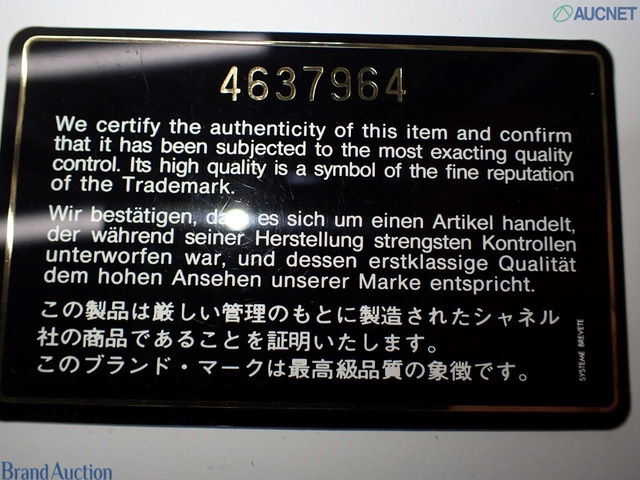 AUCNET
4637964
We certify the authenticity of this item and confirm
that it has been subjected to the most exacting quality
control. Its high quality is a symbol of the fine reputation
of the Trademark.
Wir bestätigen, es sich um einen Artikel handelt,
der während seiner Herstellung strengsten Kontrollen
unterworfen war, und dessen erstklassige Qualität
dem hohen Ansehen unserer Marke entspricht.
この製品は厳しい管理のもとに製造されたシャネル
社の商品であることを証明いたします。
このブランド・マークは最高級品質の象徴です。
SYSTEME BREVETE
Brand Auction